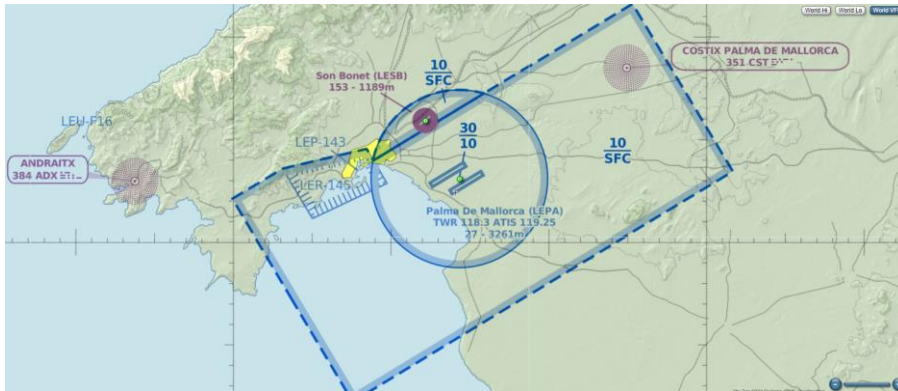 World Hi World Lo World VFR
COSTIX PALMA DE MALLORCA
351 CST
10
SFC
Son Bonet (LESB)
153 - 1189m
LEU-F16
LEP-143
30
10
10
SFC
ANDRAITX
384 ADX
LER-145
Palma De Mallorca (LEPA)
TWR 118.3 ATIS 119.25
27 - 3261m